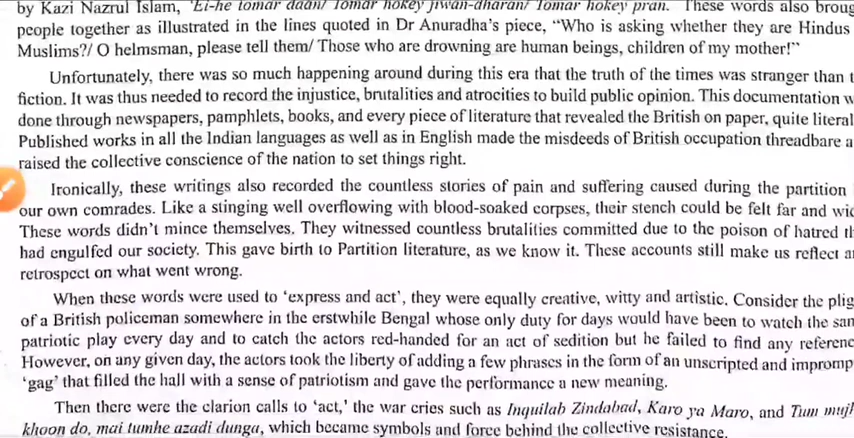 by Kazi Nazrul Islam, 'Ei-he tomar daan/ Tomar hokey jiwan-dharan/ Tomar hokey pran. These words also broug
people together as illustrated in the lines quoted in Dr Anuradha's piece, "Who is asking whether they are Hindus
Muslims?/ O helmsman, please tell them/ Those who are drowning are human beings, children of my mother!"
Unfortunately, there was so much happening around during this era that the truth of the times was stranger than t
fiction. It was thus needed to record the injustice, brutalities and atrocities to build public opinion. This documentation w
done through newspapers, pamphlets, books, and every piece of literature that revealed the British on paper, quite literal
Published works in all the Indian languages as well as in English made the misdeeds of British occupation threadbare a
raised the collective conscience of the nation to set things right.
Ironically, these writings also recorded the countless stories of pain and suffering caused during the partition
our own comrades. Like a stinging well overflowing with blood-soaked corpses, their stench could be felt far and wid
These words didn't mince themselves. They witnessed countless brutalities committed due to the poison of hatred th
had engulfed our society. This gave birth to Partition literature, as we know it. These accounts still make us reflect a
retrospect on what went wrong.
When these words were used to 'express and act', they were equally creative, witty and artistic. Consider the plig
of a British policeman somewhere in the erstwhile Bengal whose only duty for days would have been to watch the sam
patriotic play every day and to catch the actors red-handed for an act of sedition but he failed to find any referenc
However, on any given day, the actors took the liberty of adding a few phrases in the form of an unscripted and impromp
'gag' that filled the hall with a sense of patriotism and gave the performance a new meaning.
Then there were the clarion calls to 'act,' the war cries such as Inquilab Zindabad, Karo ya Maro, and Tum mujh
khoon do, mai tumhe azadi dunga, which became symbols and force behind the collective resistance.